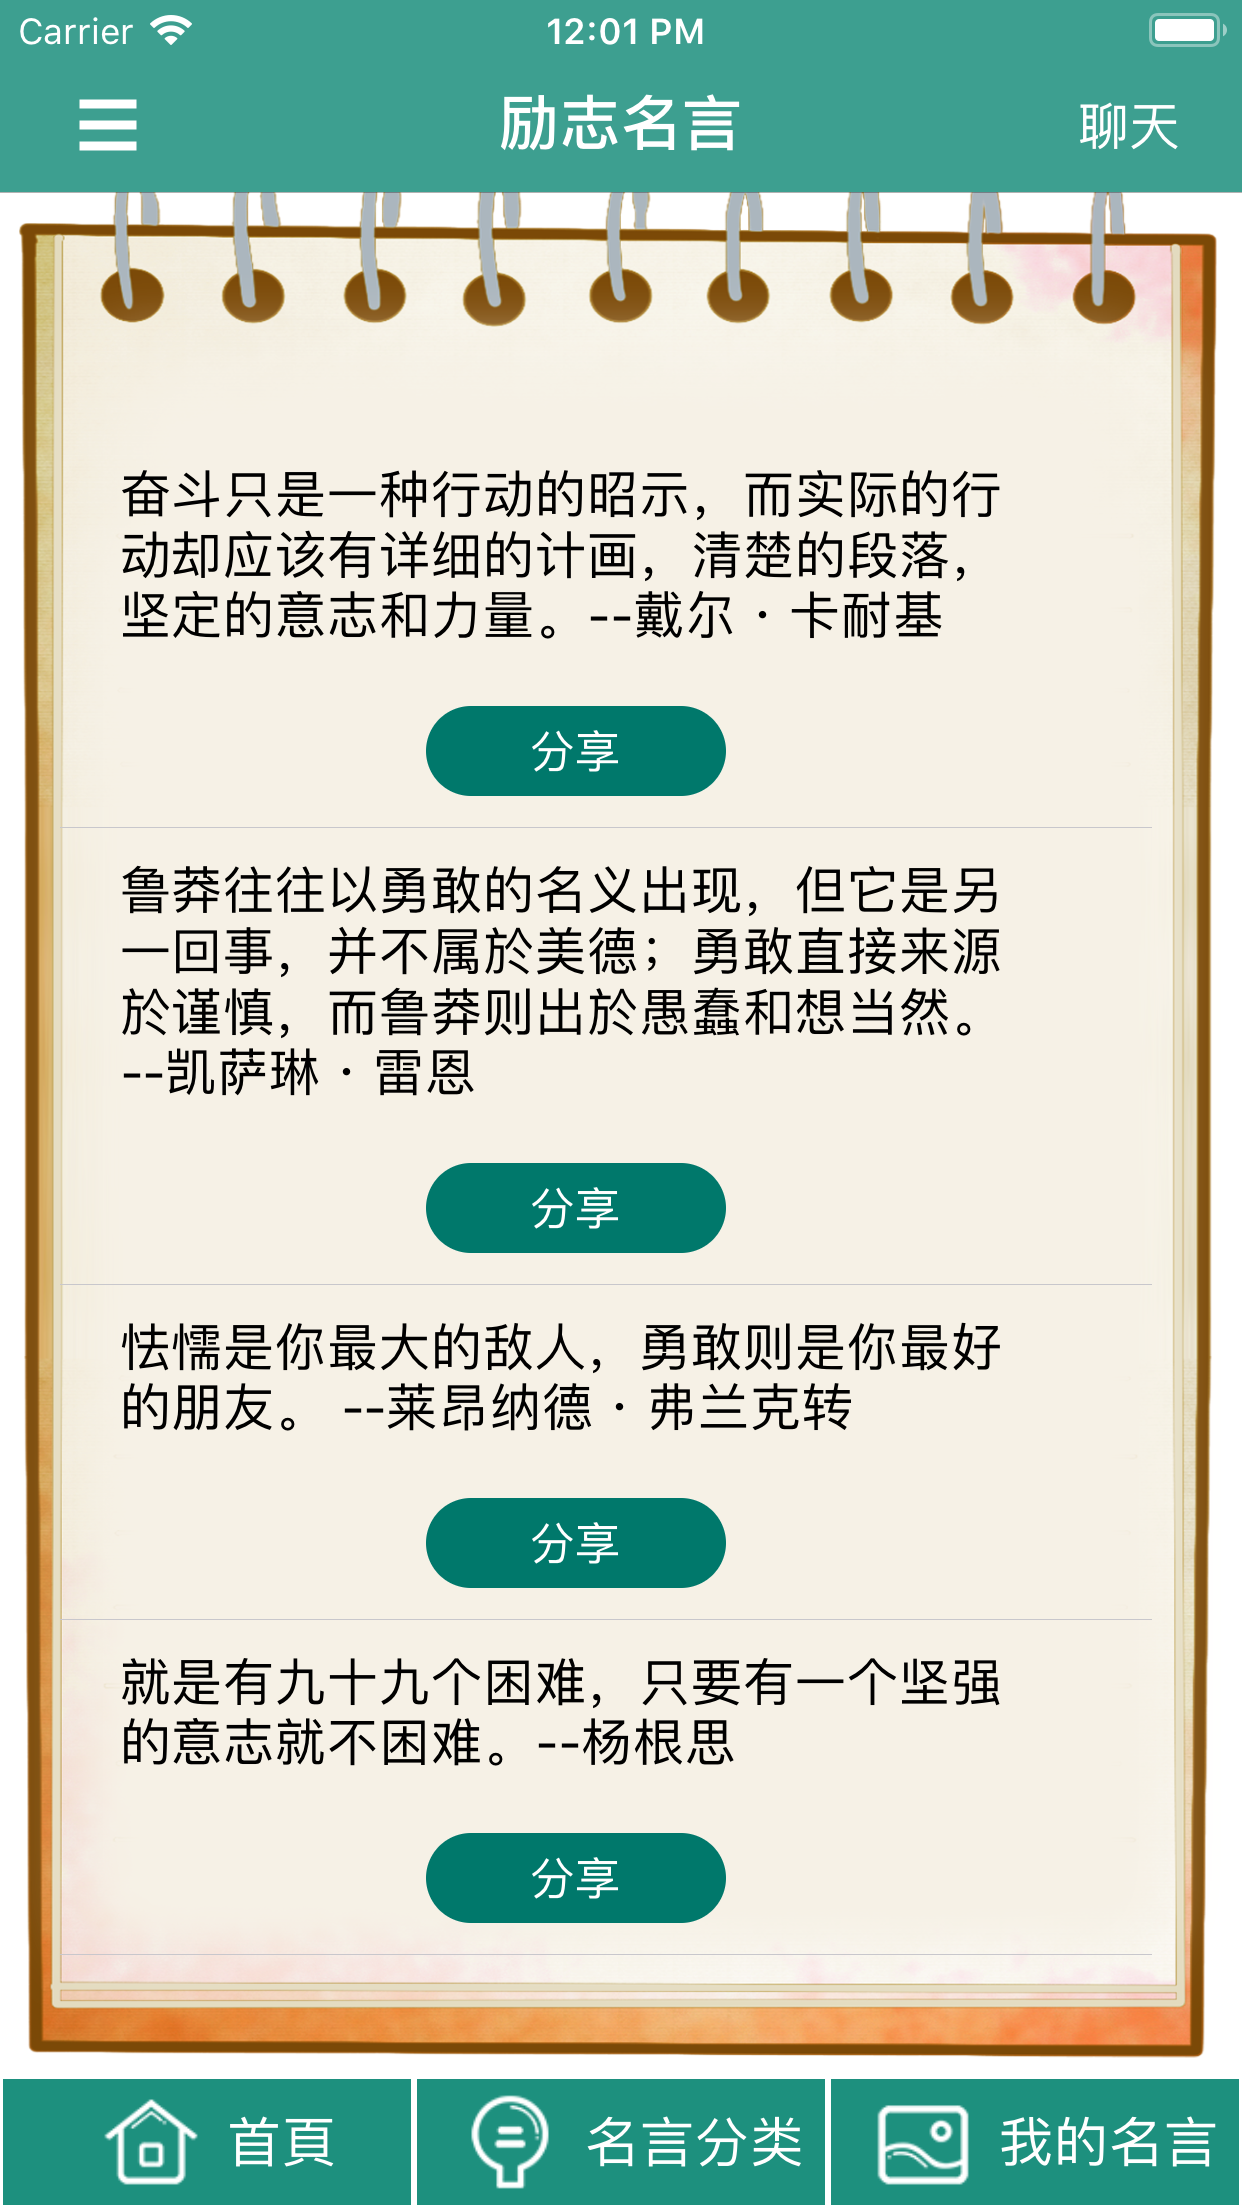 Carrier 12:01 PM
励志名言 聊天
奋斗只是一种行动的昭示，而实际的行
动却应该有详细的计画，清楚的段落，
坚定的意志和力量。--戴尔·卡耐基
分享
鲁莽往往以勇敢的名义出现，但它是另
一回事，并不属於美德；勇敢直接来源
於谨慎，而鲁莽则出於愚蠢和想当然。
--凯萨琳·雷恩
分享
怯懦是你最大的敌人，勇敢则是你最好
的朋友。 --莱昂纳德·弗兰克转
分享
就是有九十九个困难，只要有一个坚强
的意志就不困难。--杨根思
分享
首頁 名言分类 我的名言